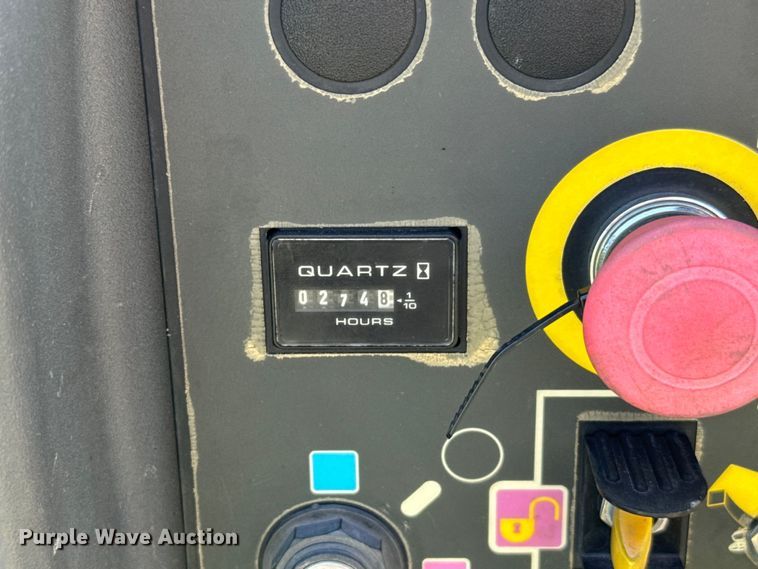 QUARTZ
02748 1/10
HOURS
Purple Wave Auction